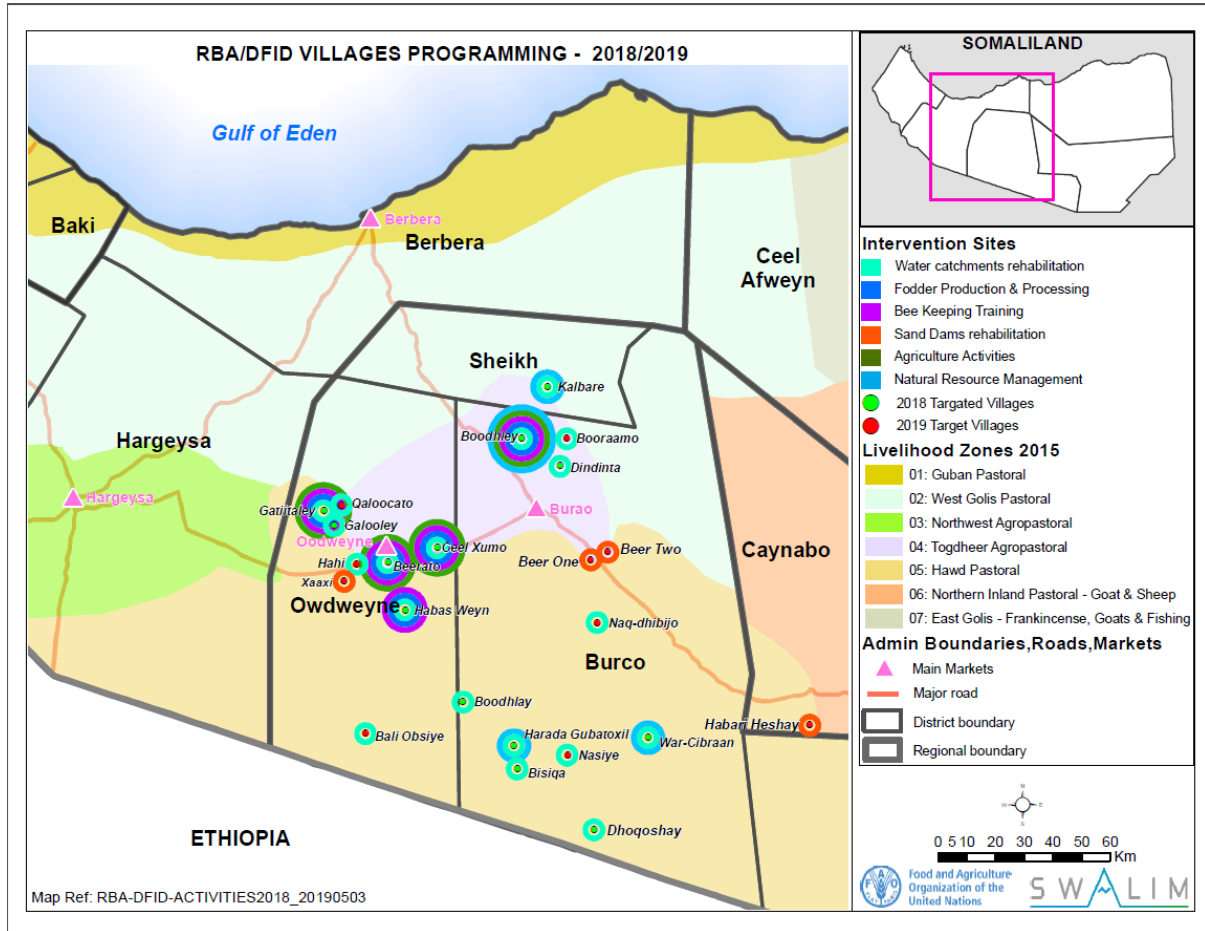 RBA/DFID VILLAGES PROGRAMMING - 2018/2019
Gulf of Eden
Baki
Berbera
Berbera
Ceel
Afweyn
Sheikh
Kalbare
Hargeysa
Boodhley
Booraamo
Dindinta
Hargeysa
Qaloocato
Gatiitaley
Galooley
Burao
Oodweyne
Ceel Xumo
Beer Two
Caynabo
Hahi
Beerato
Beer One
Xaaxi
Owdweyne
Habas Weyn
Naq-dhibijo
Burco
Boodhlay
Habari Heshay
Bali Obsiye
Harada Gubatoxil
War-Cibraan
Nasiye
Bisiqa
Dhoqoshay
ETHIOPIA
Map Ref: RBA-DFID-ACTIVITIES2018_20190503
SOMALILAND
Intervention Sites
Water catchments rehabilitation
Fodder Production & Processing
Bee Keeping Training
Sand Dams rehabilitation
Agriculture Activities
Natural Resource Management
2018 Targated Villages
2019 Target Villages
Livelihood Zones 2015
01: Guban Pastoral
02: West Golis Pastoral
03: Northwest Agropastoral
04: Togdheer Agropastoral
05: Hawd Pastoral
06: Northern Inland Pastoral - Goat & Sheep
07: East Golis - Frankincense, Goats & Fishing
Admin Boundaries,Roads,Markets
Main Markets
Major road
District boundary
Regional boundary
N
W E
S
0 5 10 20 30 40 50 60
Km
Food and Agriculture
Organization of the
United Nations
SWALIM